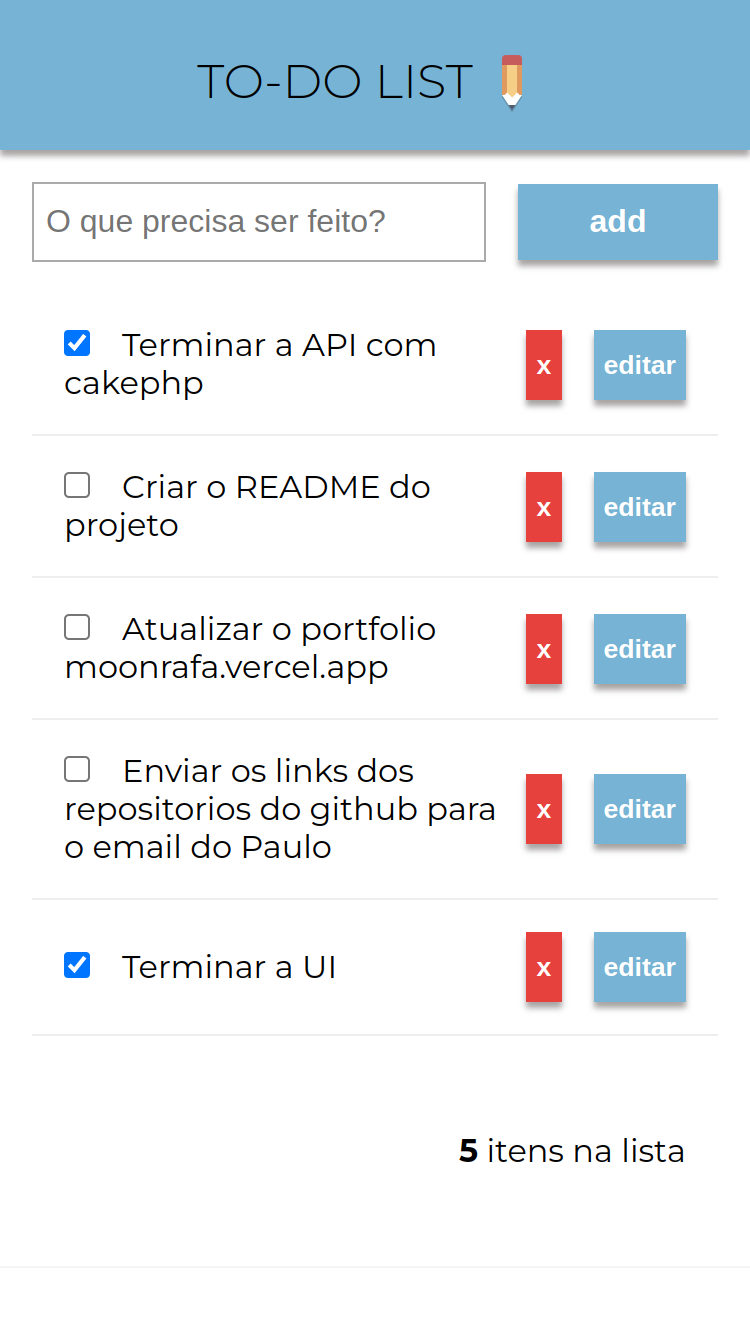 TO-DO LIST
O que precisa ser feito?
add
Terminar a API com
cakephp
x
editar
Criar o README do
projeto
x
editar
Atualizar o portfolio
moonrafa.vercel.app
x
editar
Enviar os links dos
repositorios do github para
o email do Paulo
x
editar
Terminar a UI
x
editar
5 itens na lista